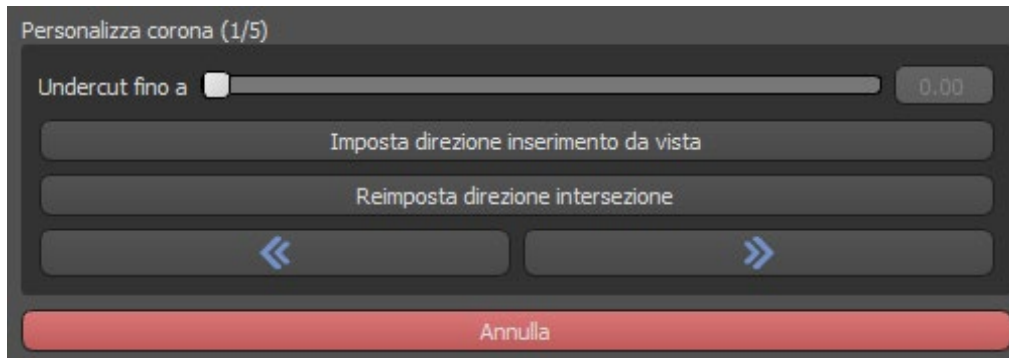 Personalizza corona (1/5)
Undercut fino a 0.00
Imposta direzione inserimento da vista
Reimposta direzione intersezione
Annulla